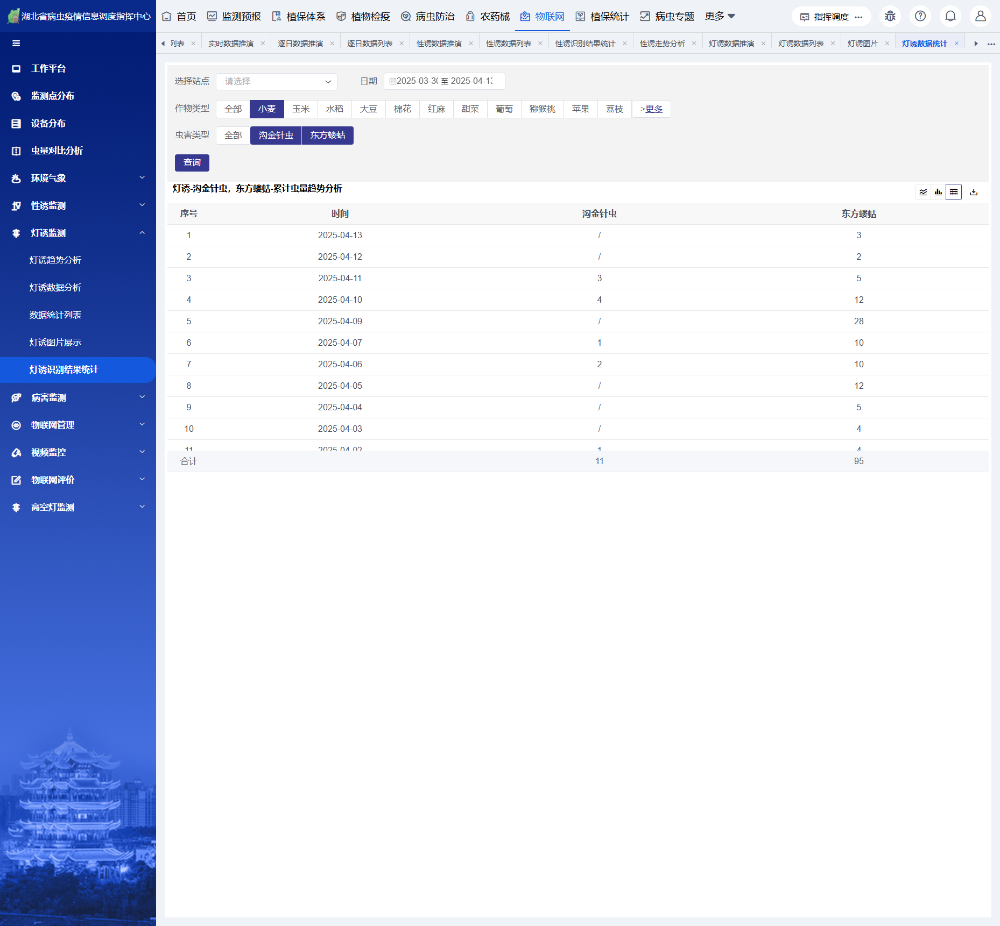 湖北省病虫疫情信息调度指挥中心
首页 监测预报 植保体系 植物检疫 病虫防治 农药械 物联网 植保统计 病虫专题 更多
指挥调度 ...
列表 × 实时数据推演 × 逐日数据推演 × 逐日数据列表 × 性诱数据推演 × 性诱数据列表 × 性诱识别结果统计 × 性诱走势分析 × 灯诱数据推演 × 灯诱数据列表 × 灯诱图片 × 灯诱数据统计 × ...
工作平台
监测点分布
设备分布
虫量对比分析
环境气象
性诱监测
灯诱监测
灯诱趋势分析
灯诱数据分析
数据统计列表
灯诱图片展示
灯诱识别结果统计
病害监测
物联网管理
视频监控
物联网评价
高空灯监测
选择站点 -请选择- 日期 2025-03-30 至 2025-04-13
作物类型 全部 小麦 玉米 水稻 大豆 棉花 红麻 甜菜 葡萄 猕猴桃 苹果 荔枝 >更多
虫害类型 全部 沟金针虫 东方蝼蛄
查询
灯诱-沟金针虫，东方蝼蛄-累计虫量趋势分析
序号 时间 沟金针虫 东方蝼蛄
1 2025-04-13 / 3
2 2025-04-12 / 2
3 2025-04-11 3 5
4 2025-04-10 4 12
5 2025-04-09 / 28
6 2025-04-07 1 10
7 2025-04-06 2 10
8 2025-04-05 / 12
9 2025-04-04 / 5
10 2025-04-03 / 4
11 2025-04-02 1 4
合计 11 95